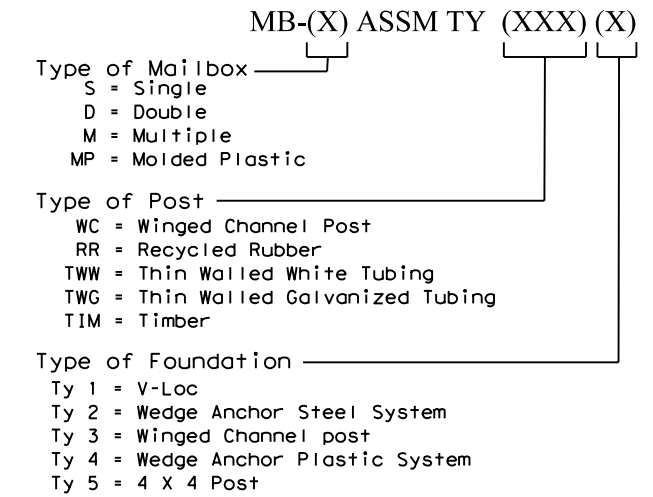 MB-(X) ASSM TY (XXX) (X)
Type of Mailbox
S = Single
D = Double
M = Multiple
MP = Molded Plastic
Type of Post
WC = Winged Channel Post
RR = Recycled Rubber
TWW = Thin Walled White Tubing
TWG = Thin Walled Galvanized Tubing
TIM = Timber
Type of Foundation
Ty 1 = V-Loc
Ty 2 = Wedge Anchor Steel System
Ty 3 = Winged Channel post
Ty 4 = Wedge Anchor Plastic System
Ty 5 = 4 X 4 Post